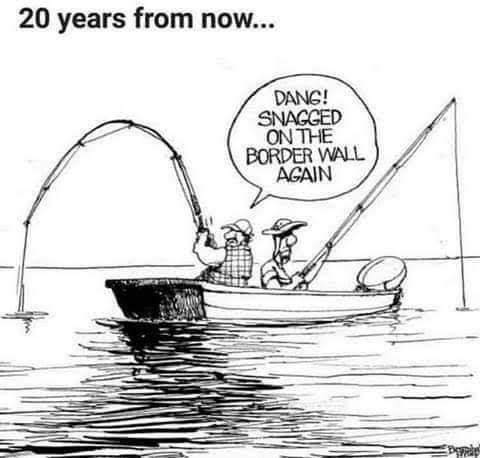 20 years from now...
DANG!
SNAGGED
ON THE
BORDER WALL
AGAIN